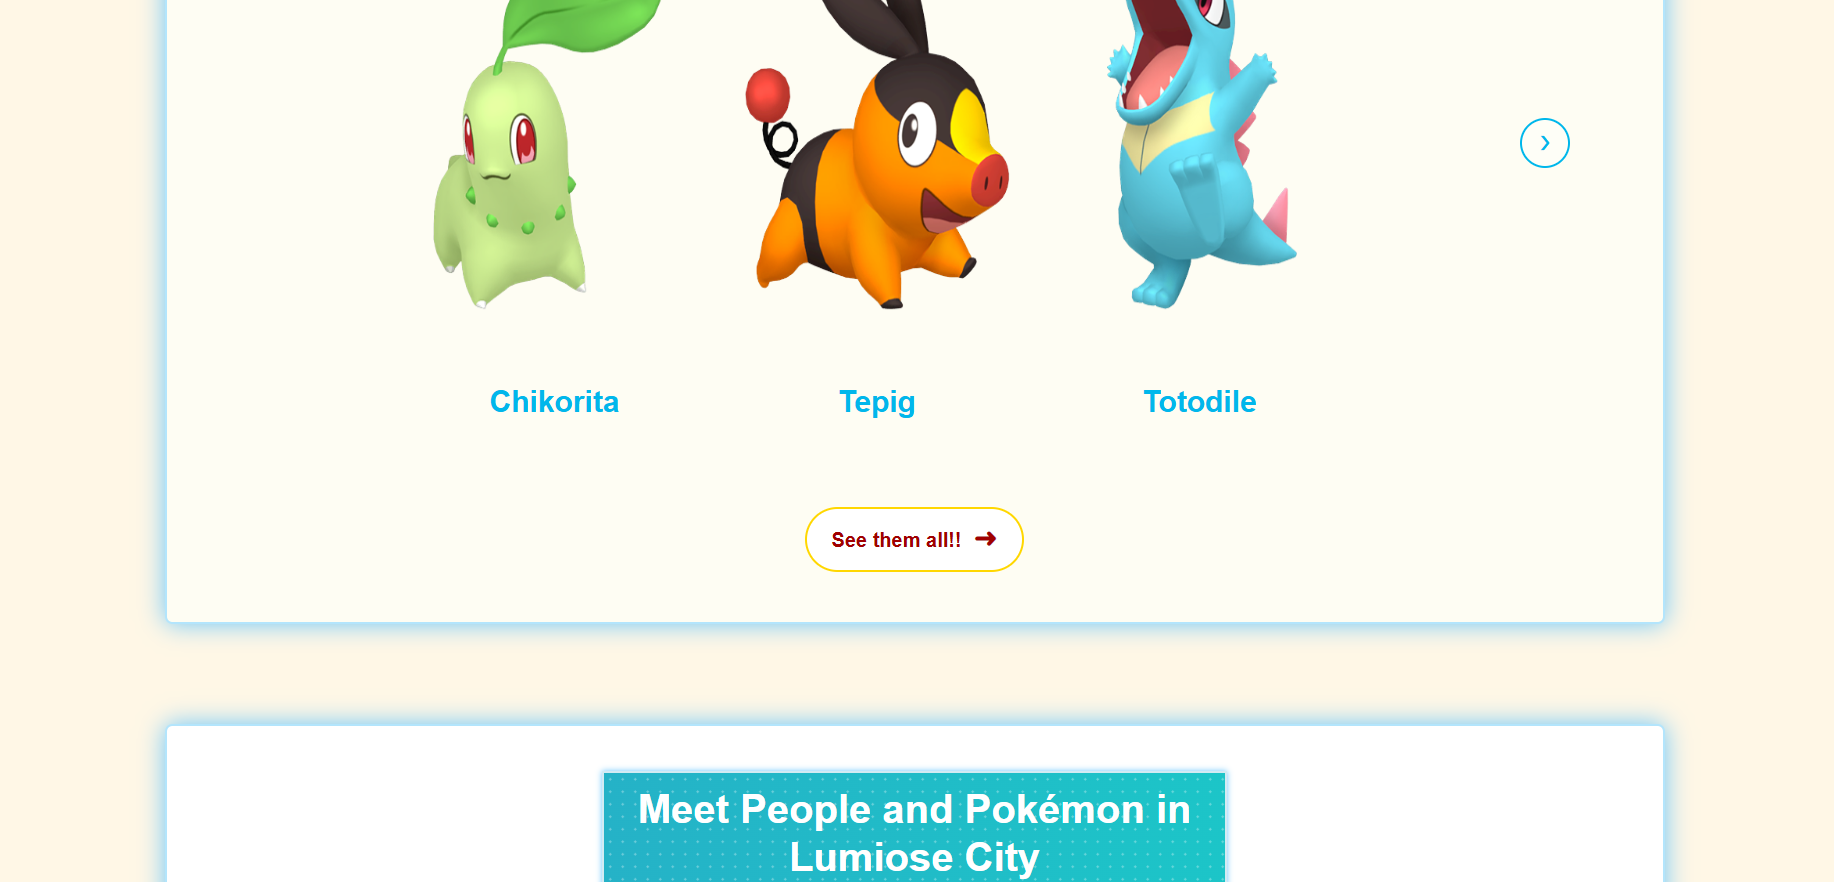 Chikorita
Tepig
Totodile
See them all!! ➜
Meet People and Pokémon in
Lumiose City